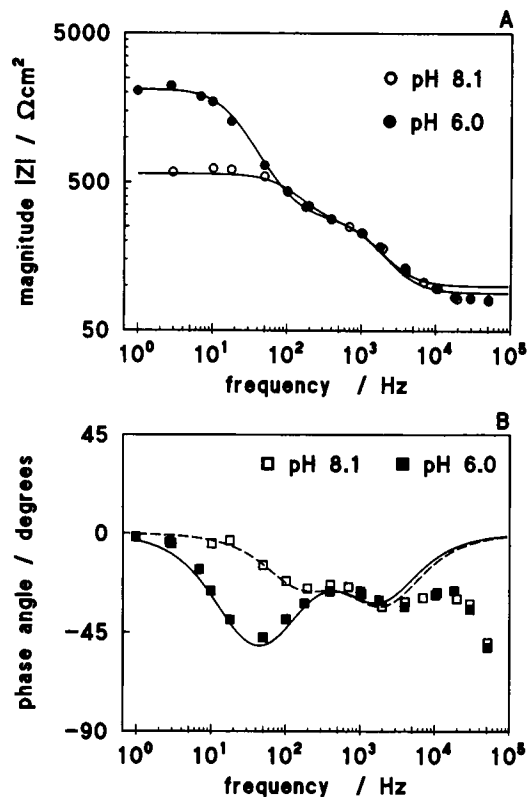 A
5000
500
50
magnitude |Z| / Ωcm²
○ pH 8.1
● pH 6.0
10⁰ 10¹ 10² 10³ 10⁴ 10⁵
frequency / Hz
B
45
0
-45
-90
phase angle / degrees
□ pH 8.1 ■ pH 6.0
10⁰ 10¹ 10² 10³ 10⁴ 10⁵
frequency / Hz